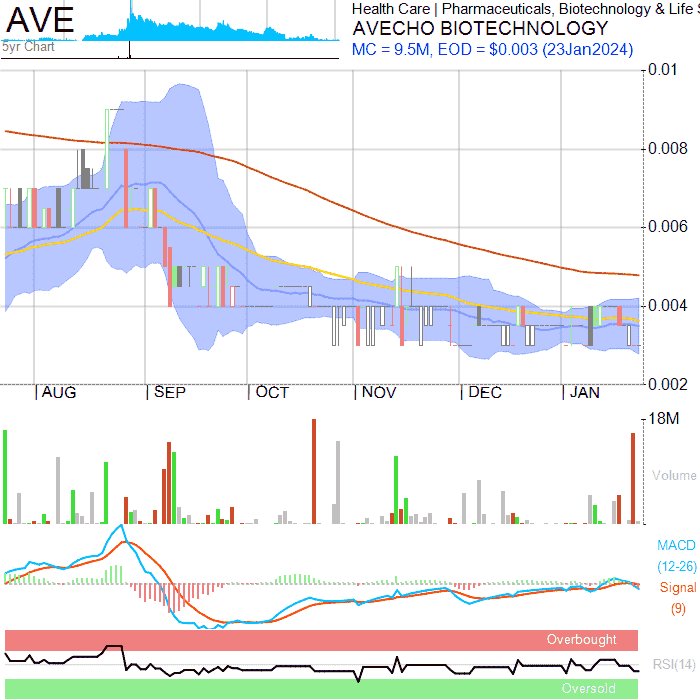 AVE
Health Care | Pharmaceuticals, Biotechnology & Life S
AVECHO BIOTECHNOLOGY
5yr Chart
MC = 9.5M, EOD = $0.003 (23Jan2024)
0.01
0.008
0.006
0.004
0.002
AUG SEP OCT NOV DEC JAN
18M
Volume
MACD
(12-26)
Signal
(9)
Overbought
RSI(14)
Oversold